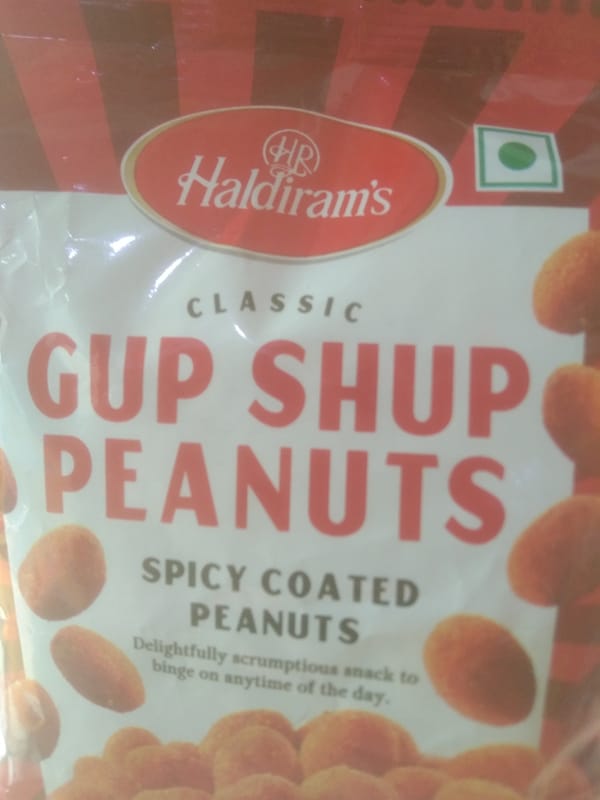 HR
Haldiram's
CLASSIC
GUP SHUP
PEANUTS
SPICY COATED
PEANUTS
Delightfully scrumptious snack to
binge on anytime of the day.